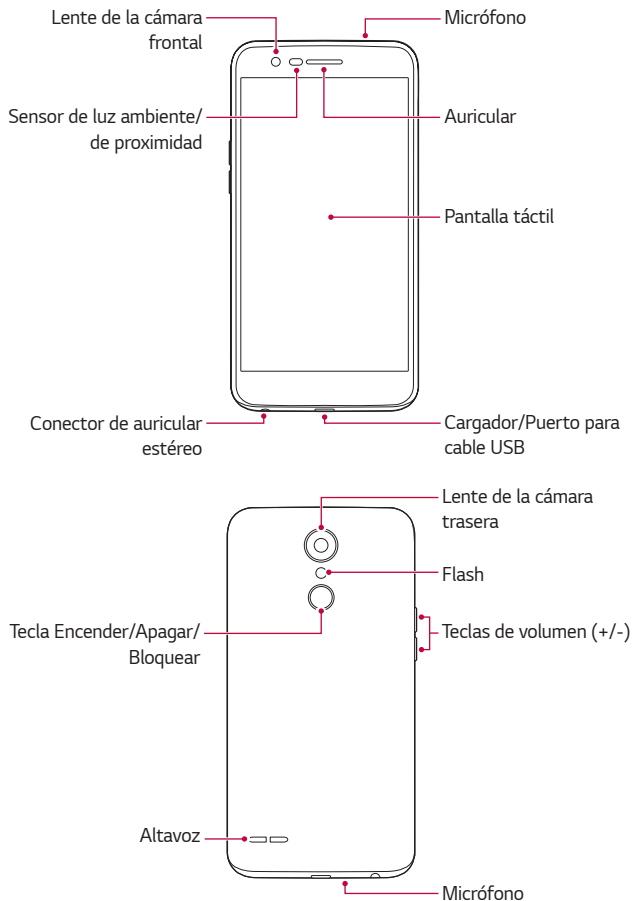 Lente de la cámara
frontal
Micrófono
Sensor de luz ambiente/
de proximidad
Auricular
Pantalla táctil
Conector de auricular
estéreo
Cargador/Puerto para
cable USB
Lente de la cámara
trasera
Flash
Tecla Encender/Apagar/
Bloquear
Teclas de volumen (+/-)
Altavoz
Micrófono